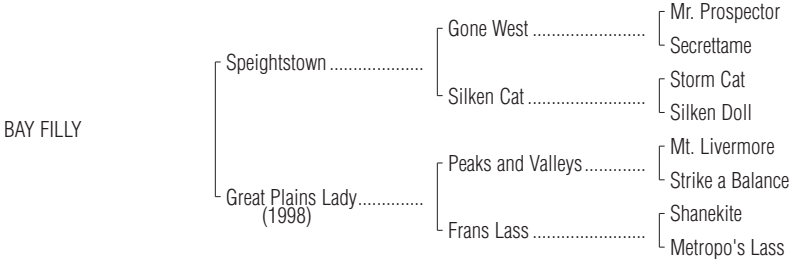 Mr. Prospector
Gone West ........................
Secrettame
Speightstown ....................
Storm Cat
Silken Cat .........................
Silken Doll
BAY FILLY
Mt. Livermore
Peaks and Valleys.............
Strike a Balance
Great Plains Lady..............
(1998)
Shanekite
Frans Lass ........................
Metropo's Lass